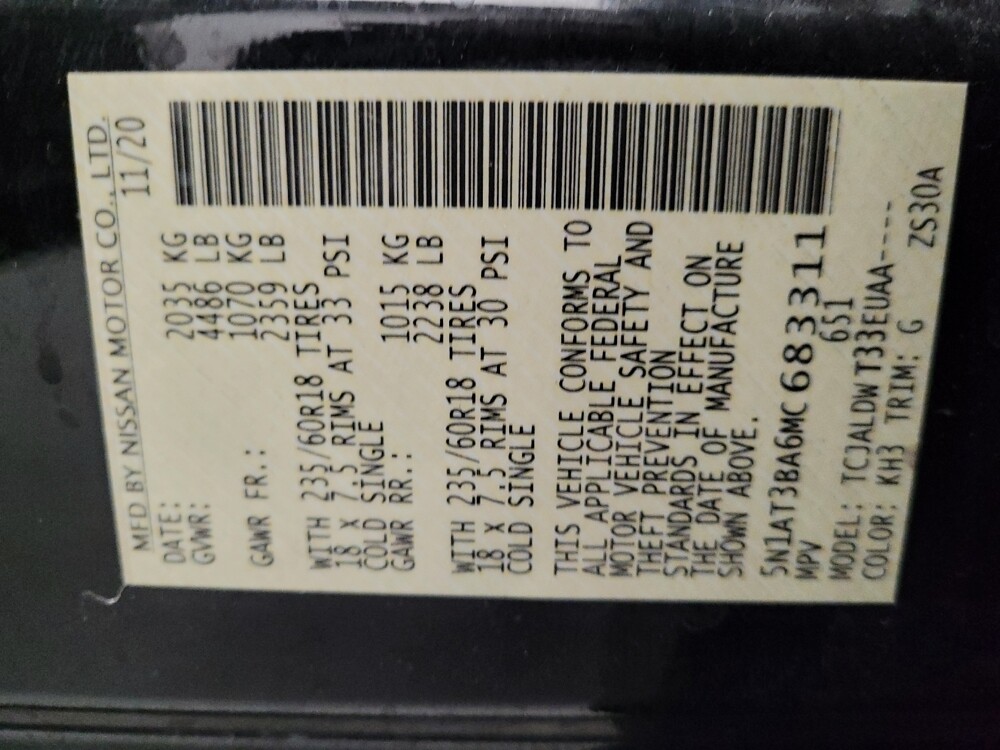 MFD BY NISSAN MOTOR CO., LTD.
DATE: 11/20
GVWR: 2035 KG
4486 LB
GAWR FR.: 1070 KG
2359 LB
WITH 235/60R18 TIRES
18 X 7.5 RIMS AT 33 PSI
COLD SINGLE
GAWR RR.: 1015 KG
2238 LB
WITH 235/60R18 TIRES
18 X 7.5 RIMS AT 30 PSI
COLD SINGLE
THIS VEHICLE CONFORMS TO
ALL APPLICABLE FEDERAL
MOTOR VEHICLE SAFETY AND
THEFT PREVENTION
STANDARDS IN EFFECT ON
THE DATE OF MANUFACTURE
SHOWN ABOVE.
5N1AT3BA6MC683311
MPV 6S1
MODEL: TCJALDWT33EUAA----
COLOR: KH3 TRIM: G ZS30A